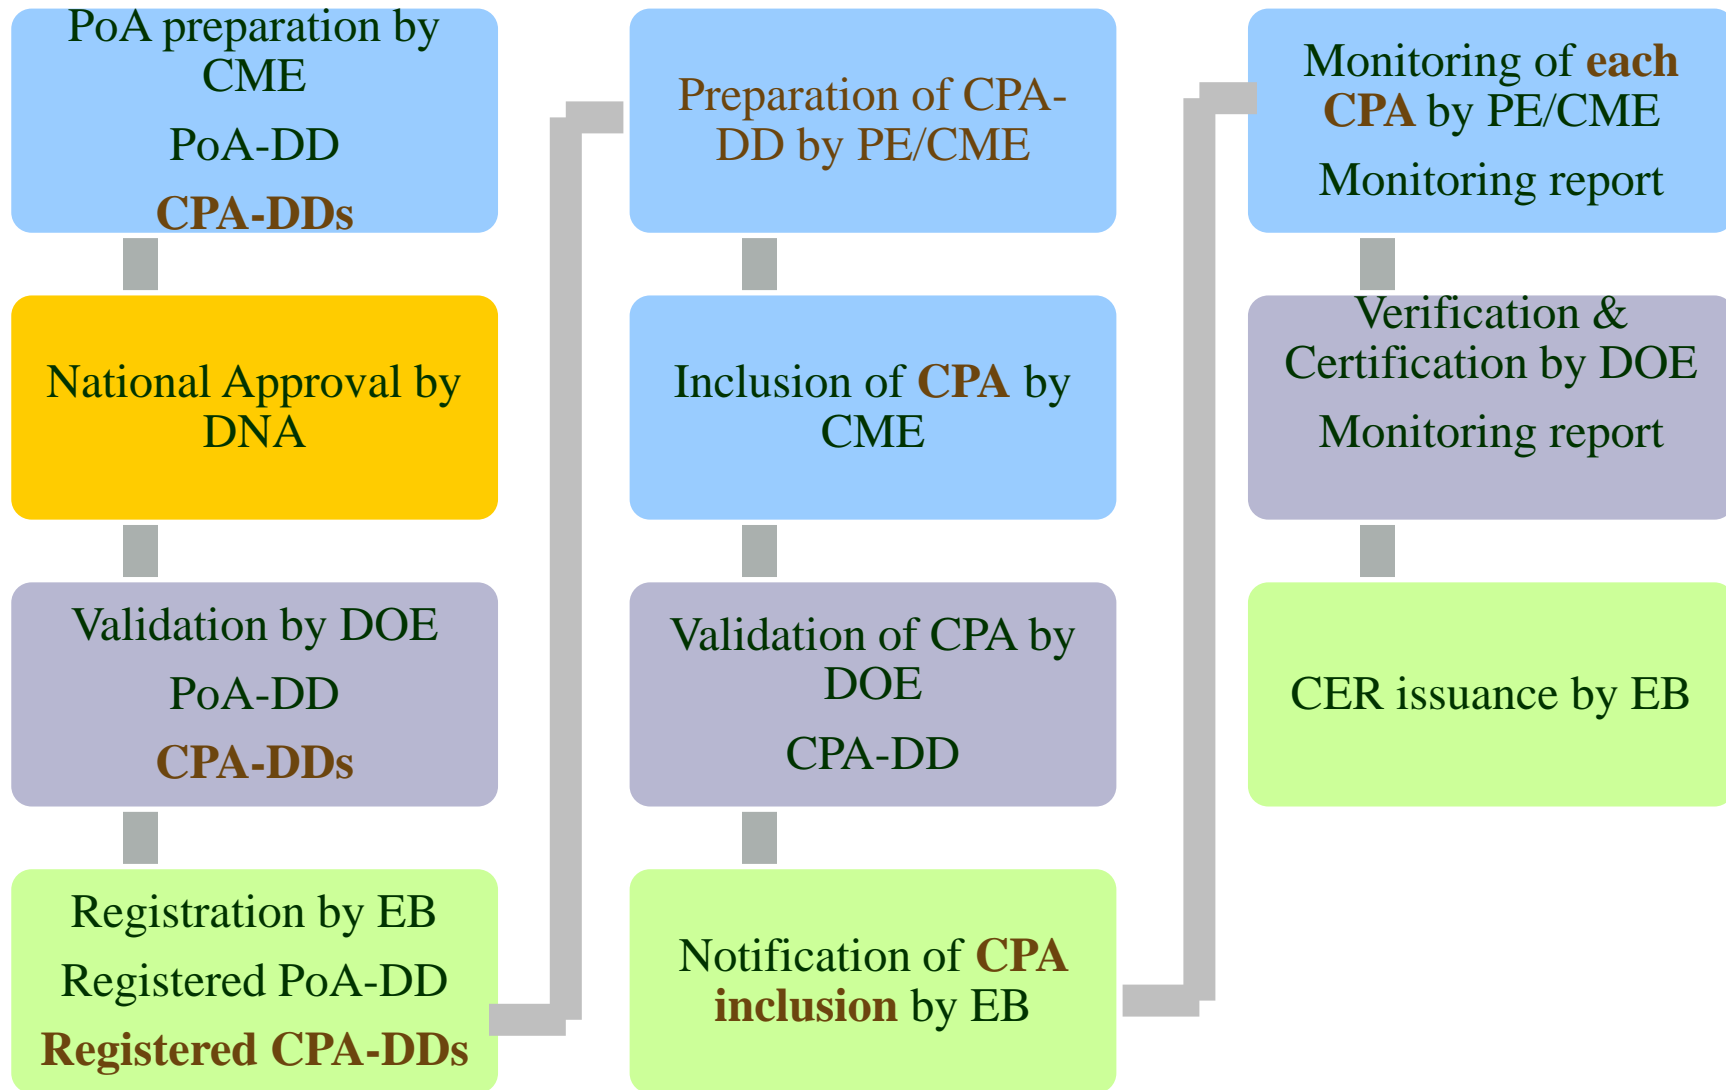 PoA preparation by
CME
PoA-DD
CPA-DDs
National Approval by
DNA
Validation by DOE
PoA-DD
CPA-DDs
Registration by EB
Registered PoA-DD
Registered CPA-DDs
Preparation of CPA-
DD by PE/CME
Inclusion of CPA by
CME
Validation of CPA by
DOE
CPA-DD
Notification of CPA
inclusion by EB
Monitoring of each
CPA by PE/CME
Monitoring report
Verification &
Certification by DOE
Monitoring report
CER issuance by EB